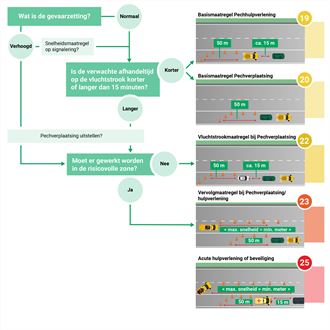 Wat is de gevaarzetting?
Normaal
Verhoogd
Snelheidsmaatregel
op signalering?
Is de verwachte afhandeltijd
op de vluchtstrook korter
of langer dan 15 minuten?
Korter
Langer
Pechverplaatsing uitstellen?
Moet er gewerkt worden
in de risicovolle zone?
Nee
Ja
Basismaatregel Pechhulpverlening
19
50 m
ca. 15 m
Basismaatregel Pechverplaatsing
20
50 m
Vluchtstrookmaatregel bij Pechverplaatsing
22
50 m
ca. 15 m
Vervolgmaatregel bij Pechverplaatsing/
hulpverlening
23
< max. snelheid = min. meter >
50 m
Acute hulpverlening of beveiliging
25
< max. snelheid = min. meter >
50 m
15 m